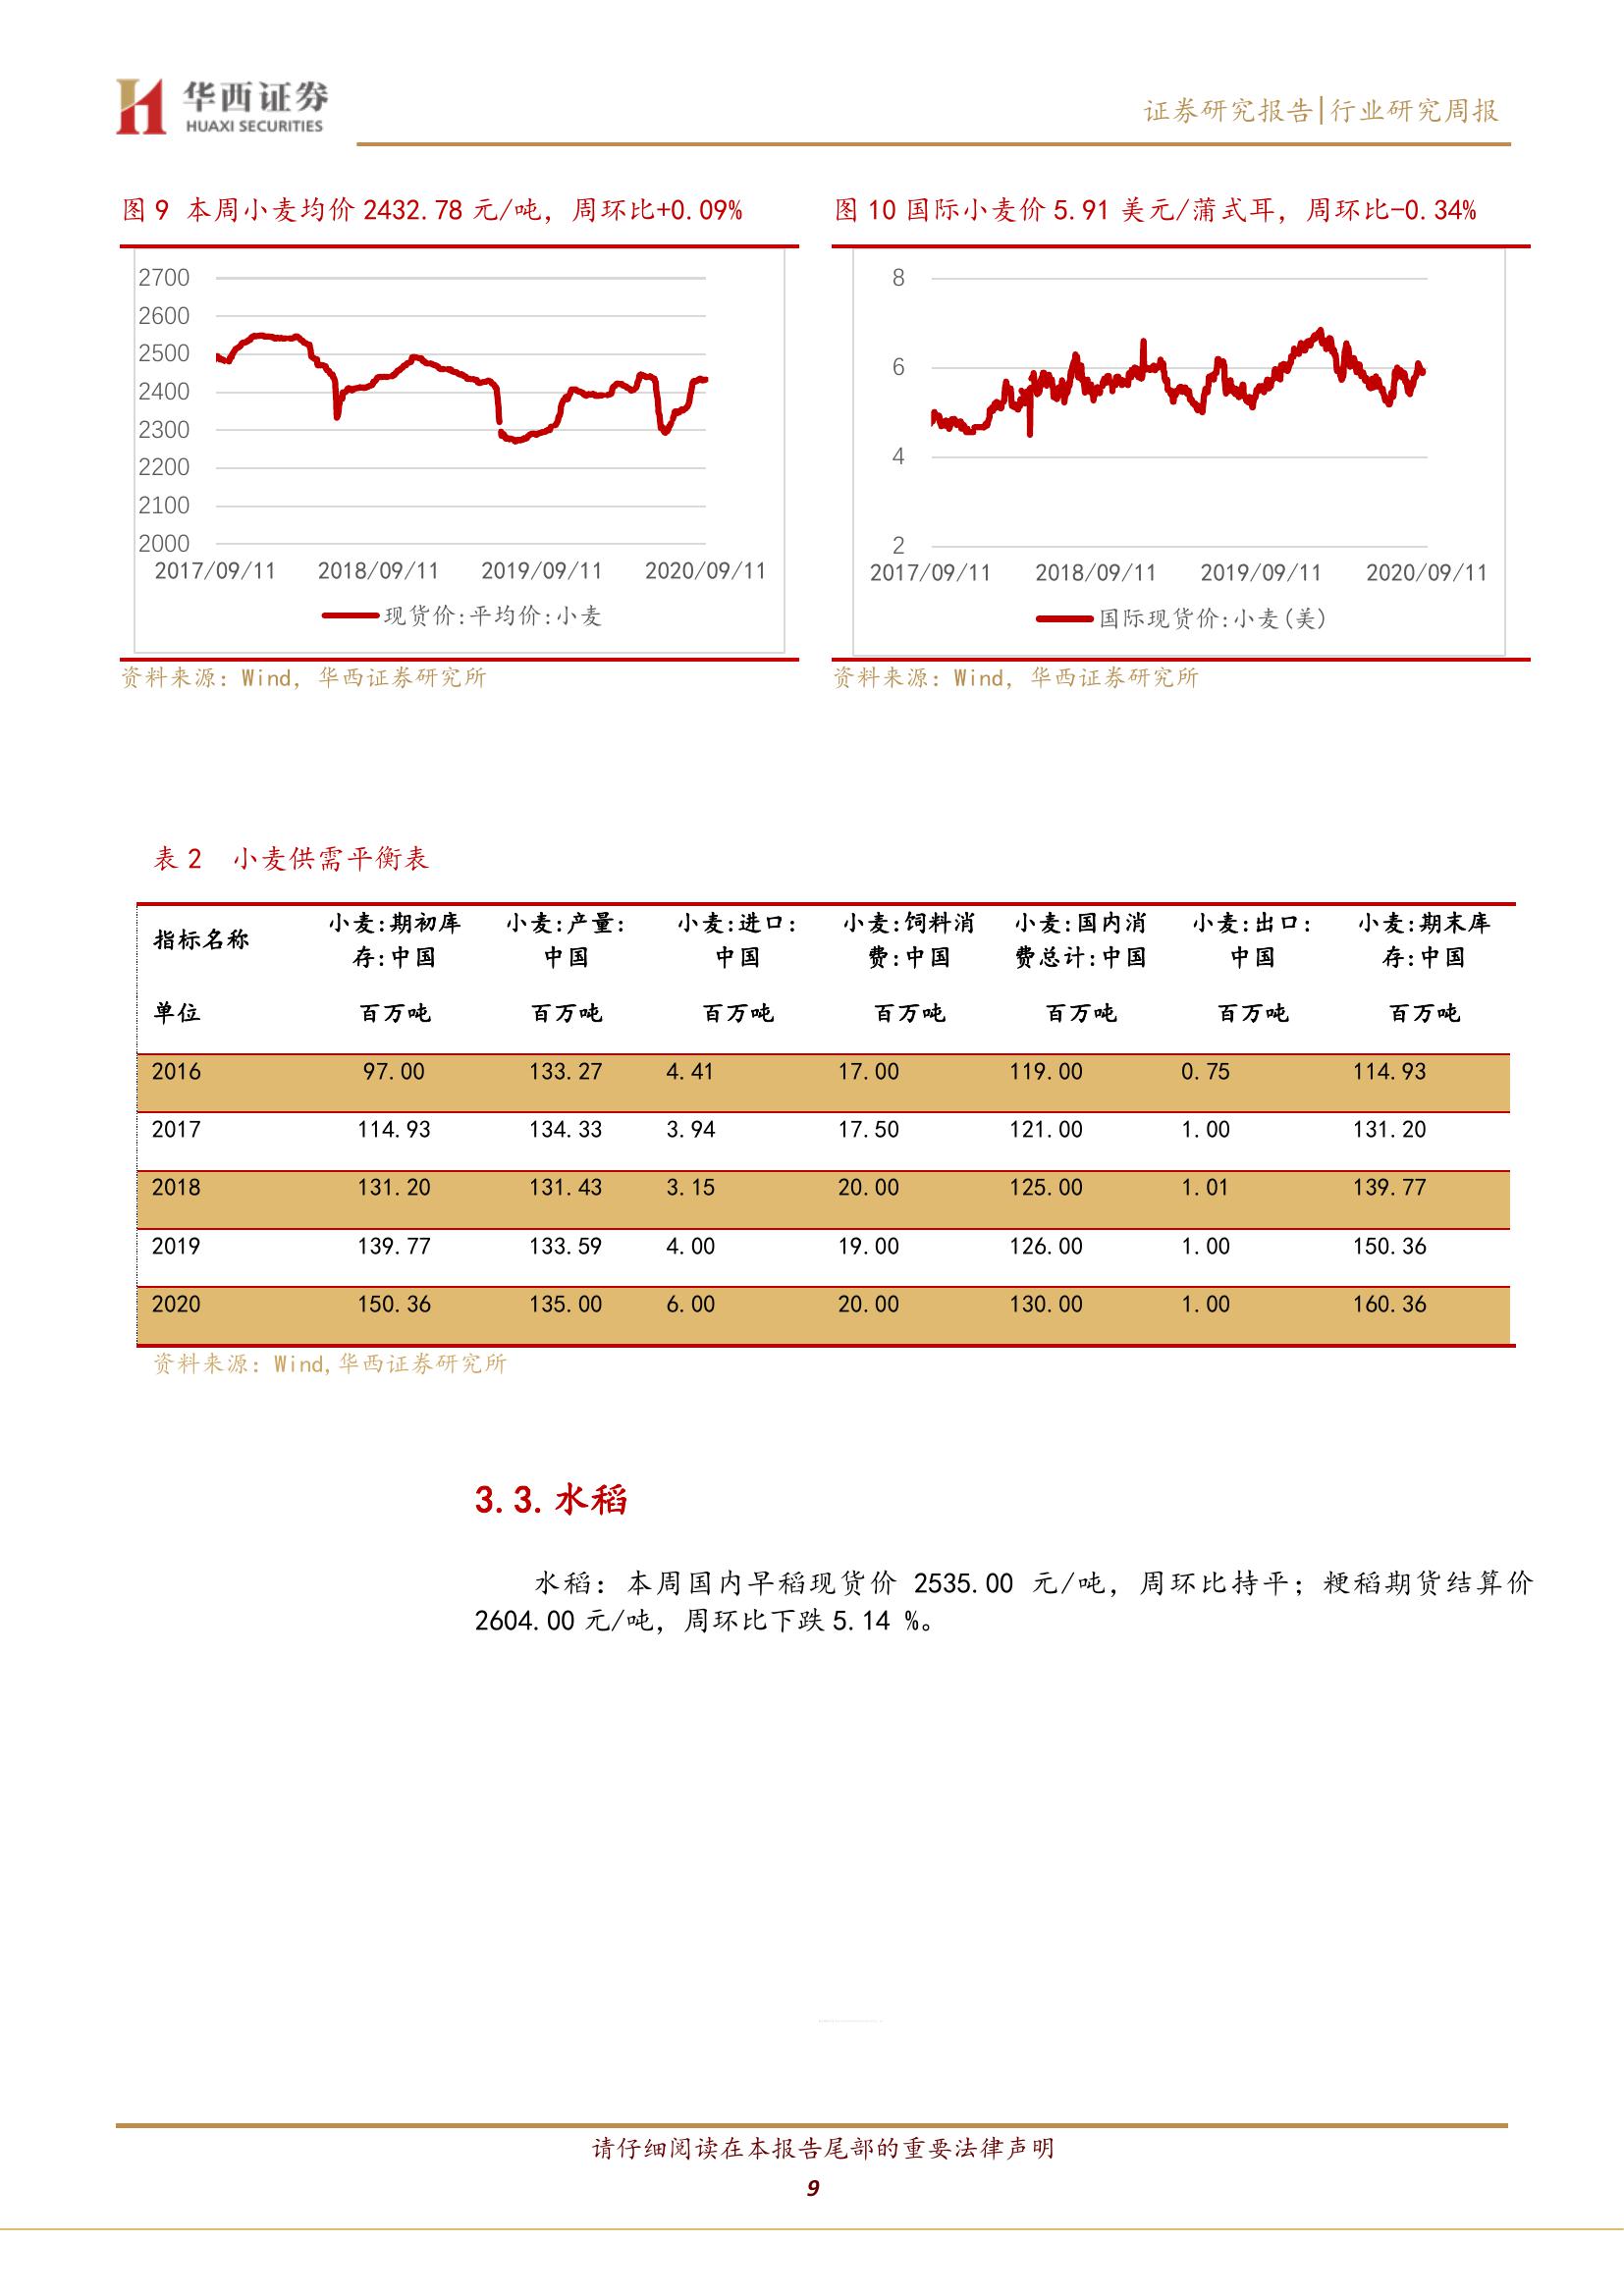 华西证券
HUAXI SECURITIES
证券研究报告|行业研究周报
图 9 本周小麦均价 2432.78 元/吨，周环比+0.09%
2700
2600
2500
2400
2300
2200
2100
2000
2017/09/11 2018/09/11 2019/09/11 2020/09/11
现货价:平均价:小麦
资料来源：Wind，华西证券研究所
图 10 国际小麦价 5.91 美元/蒲式耳，周环比-0.34%
8
6
4
2
2017/09/11 2018/09/11 2019/09/11 2020/09/11
国际现货价:小麦(美)
资料来源：Wind，华西证券研究所
表 2 小麦供需平衡表
指标名称 小麦:期初库存:中国 小麦:产量:中国 小麦:进口:中国 小麦:饲料消费:中国 小麦:国内消费总计:中国 小麦:出口:中国 小麦:期末库存:中国
单位 百万吨 百万吨 百万吨 百万吨 百万吨 百万吨 百万吨
2016 97.00 133.27 4.41 17.00 119.00 0.75 114.93
2017 114.93 134.33 3.94 17.50 121.00 1.00 131.20
2018 131.20 131.43 3.15 20.00 125.00 1.01 139.77
2019 139.77 133.59 4.00 19.00 126.00 1.00 150.36
2020 150.36 135.00 6.00 20.00 130.00 1.00 160.36
资料来源：Wind,华西证券研究所
3.3.水稻
水稻：本周国内早稻现货价 2535.00 元/吨，周环比持平；粳稻期货结算价
2604.00 元/吨，周环比下跌 5.14 %。
请仔细阅读在本报告尾部的重要法律声明
9